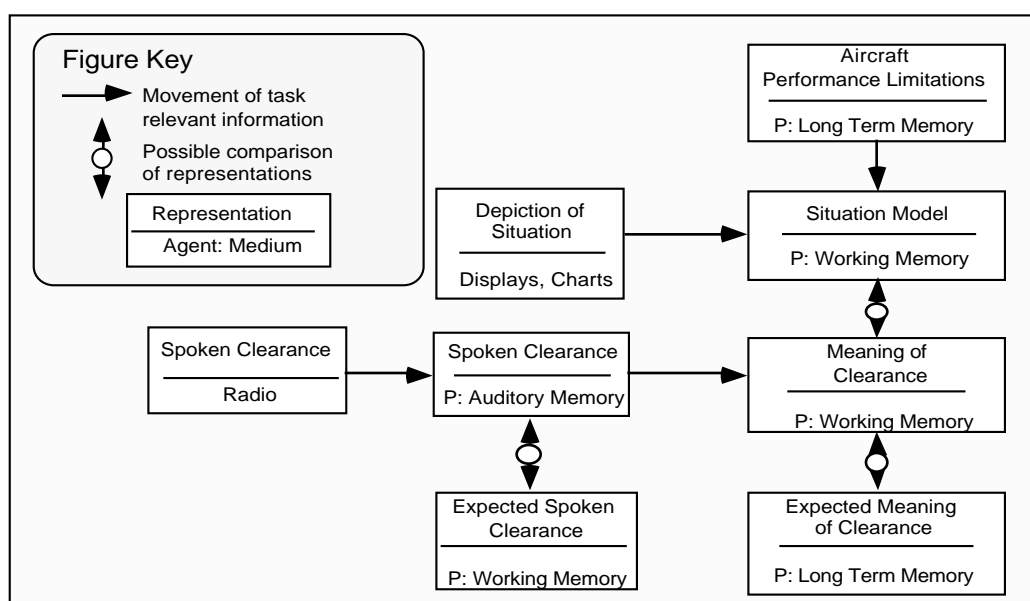 Figure Key
Movement of task
relevant information
Possible comparison
of representations
Representation
Agent: Medium
Aircraft
Performance Limitations
P: Long Term Memory
Depiction of
Situation
Displays, Charts
Situation Model
P: Working Memory
Spoken Clearance
Radio
Spoken Clearance
P: Auditory Memory
Meaning of
Clearance
P: Working Memory
Expected Spoken
Clearance
P: Working Memory
Expected Meaning
of Clearance
P: Long Term Memory